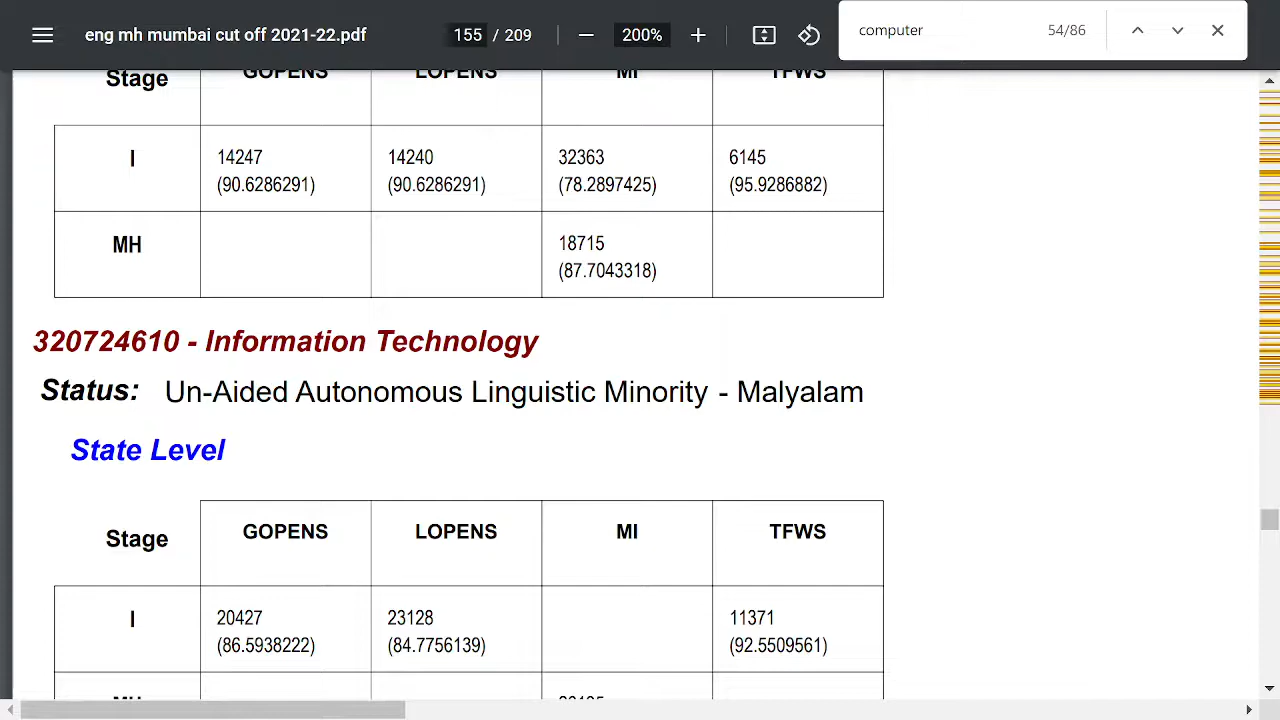 eng mh mumbai cut off 2021-22.pdf 155 / 209 200% computer 54/86
Stage GOPENS LOPENS MI TFWS
I 14247 14240 32363 6145
(90.6286291) (90.6286291) (78.2897425) (95.9286882)
MH 18715
(87.7043318)
320724610 - Information Technology
Status: Un-Aided Autonomous Linguistic Minority - Malyalam
State Level
Stage GOPENS LOPENS MI TFWS
I 20427 23128 11371
(86.5938222) (84.7756139) (92.5509561)